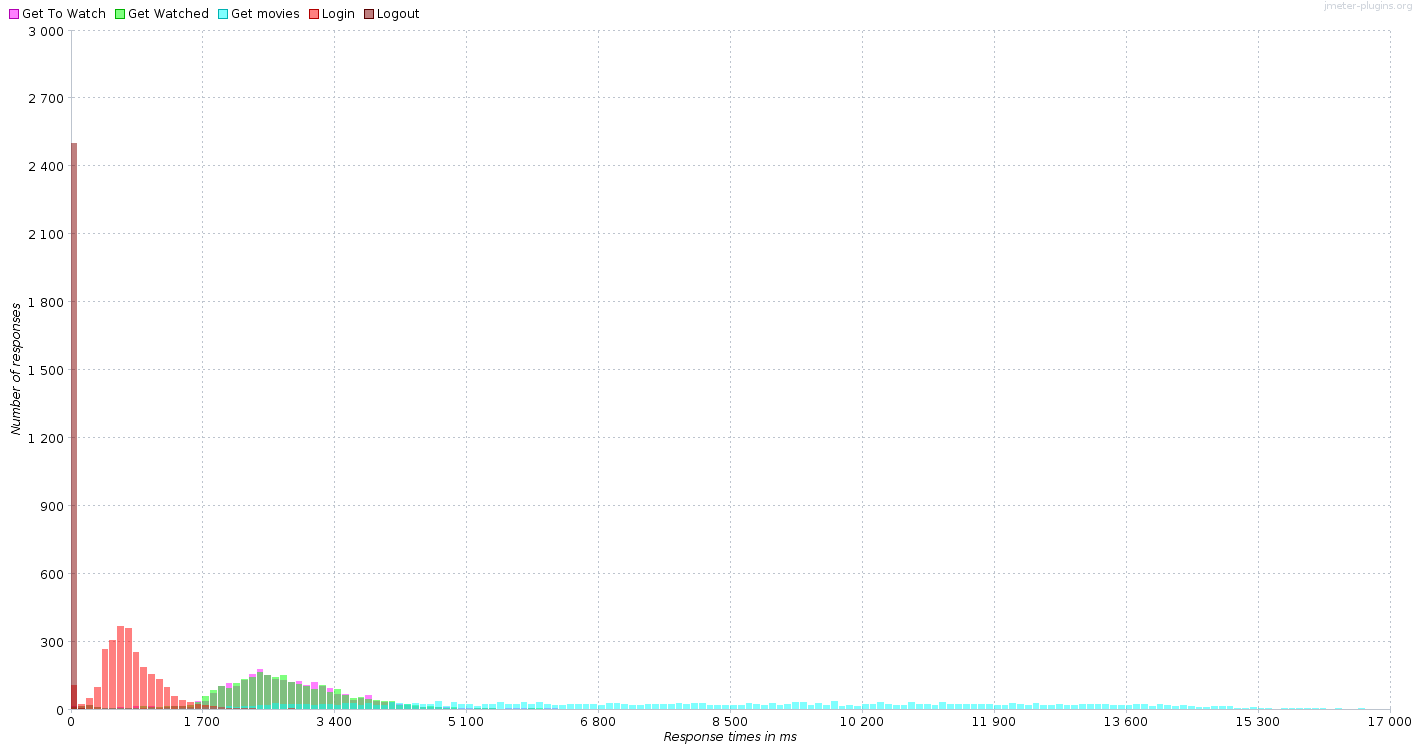 Get To Watch Get Watched Get movies Login Logout
jmeter-plugins.org
3 000
2 700
2 400
2 100
1 800
1 500
1 200
900
600
300
0
Number of responses
0 1 700 3 400 5 100 6 800 8 500 10 200 11 900 13 600 15 300 17 000
Response times in ms